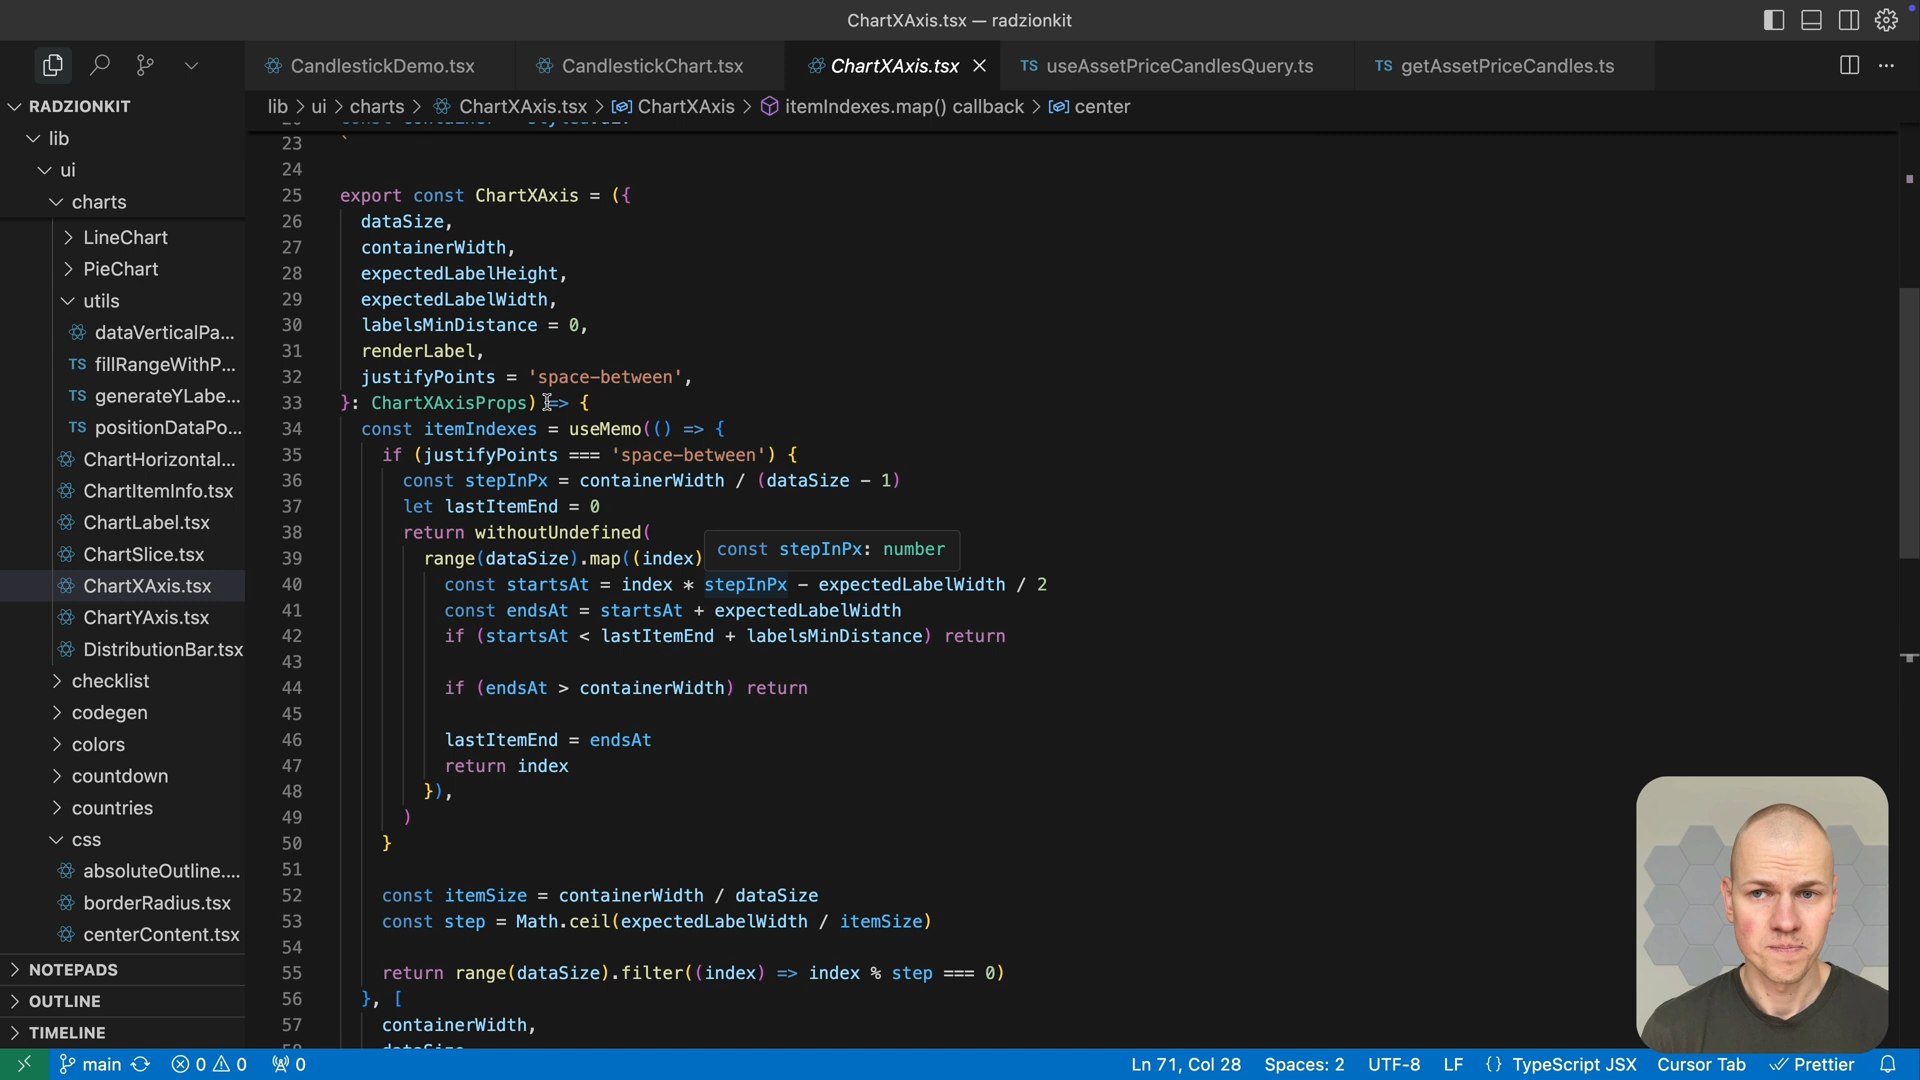 ChartXAxis.tsx — radzionkit
CandlestickDemo.tsx
CandlestickChart.tsx
ChartXAxis.tsx
TS useAssetPriceCandlesQuery.ts
TS getAssetPriceCandles.ts
RADZIONKIT
lib > ui > charts > ChartXAxis.tsx > ChartXAxis > itemIndexes.map() callback > center
lib
ui
charts
LineChart
PieChart
utils
dataVerticalPa...
TS fillRangeWithP...
TS generateYLabe...
TS positionDataPo...
ChartHorizontal...
ChartItemInfo.tsx
ChartLabel.tsx
ChartSlice.tsx
ChartXAxis.tsx
ChartYAxis.tsx
DistributionBar.tsx
checklist
codegen
colors
countdown
countries
css
absoluteOutline....
borderRadius.tsx
centerContent.tsx
NOTEPADS
OUTLINE
TIMELINE
23 `
24
25 export const ChartXAxis = ({
26 dataSize,
27 containerWidth,
28 expectedLabelHeight,
29 expectedLabelWidth,
30 labelsMinDistance = 0,
31 renderLabel,
32 justifyPoints = 'space-between',
33 }: ChartXAxisProps) => {
34 const itemIndexes = useMemo(() => {
35 if (justifyPoints === 'space-between') {
36 const stepInPx = containerWidth / (dataSize - 1)
37 let lastItemEnd = 0
38 return withoutUndefined(
const stepInPx: number
39 range(dataSize).map((index)
40 const startsAt = index * stepInPx - expectedLabelWidth / 2
41 const endsAt = startsAt + expectedLabelWidth
42 if (startsAt < lastItemEnd + labelsMinDistance) return
43
44 if (endsAt > containerWidth) return
45
46 lastItemEnd = endsAt
47 return index
48 }),
49 )
50 }
51
52 const itemSize = containerWidth / dataSize
53 const step = Math.ceil(expectedLabelWidth / itemSize)
54
55 return range(dataSize).filter((index) => index % step === 0)
56 }, [
57 containerWidth,
main
0 0
0
Ln 71, Col 28
Spaces: 2
UTF-8
LF
{} TypeScript JSX
Cursor Tab
Prettier